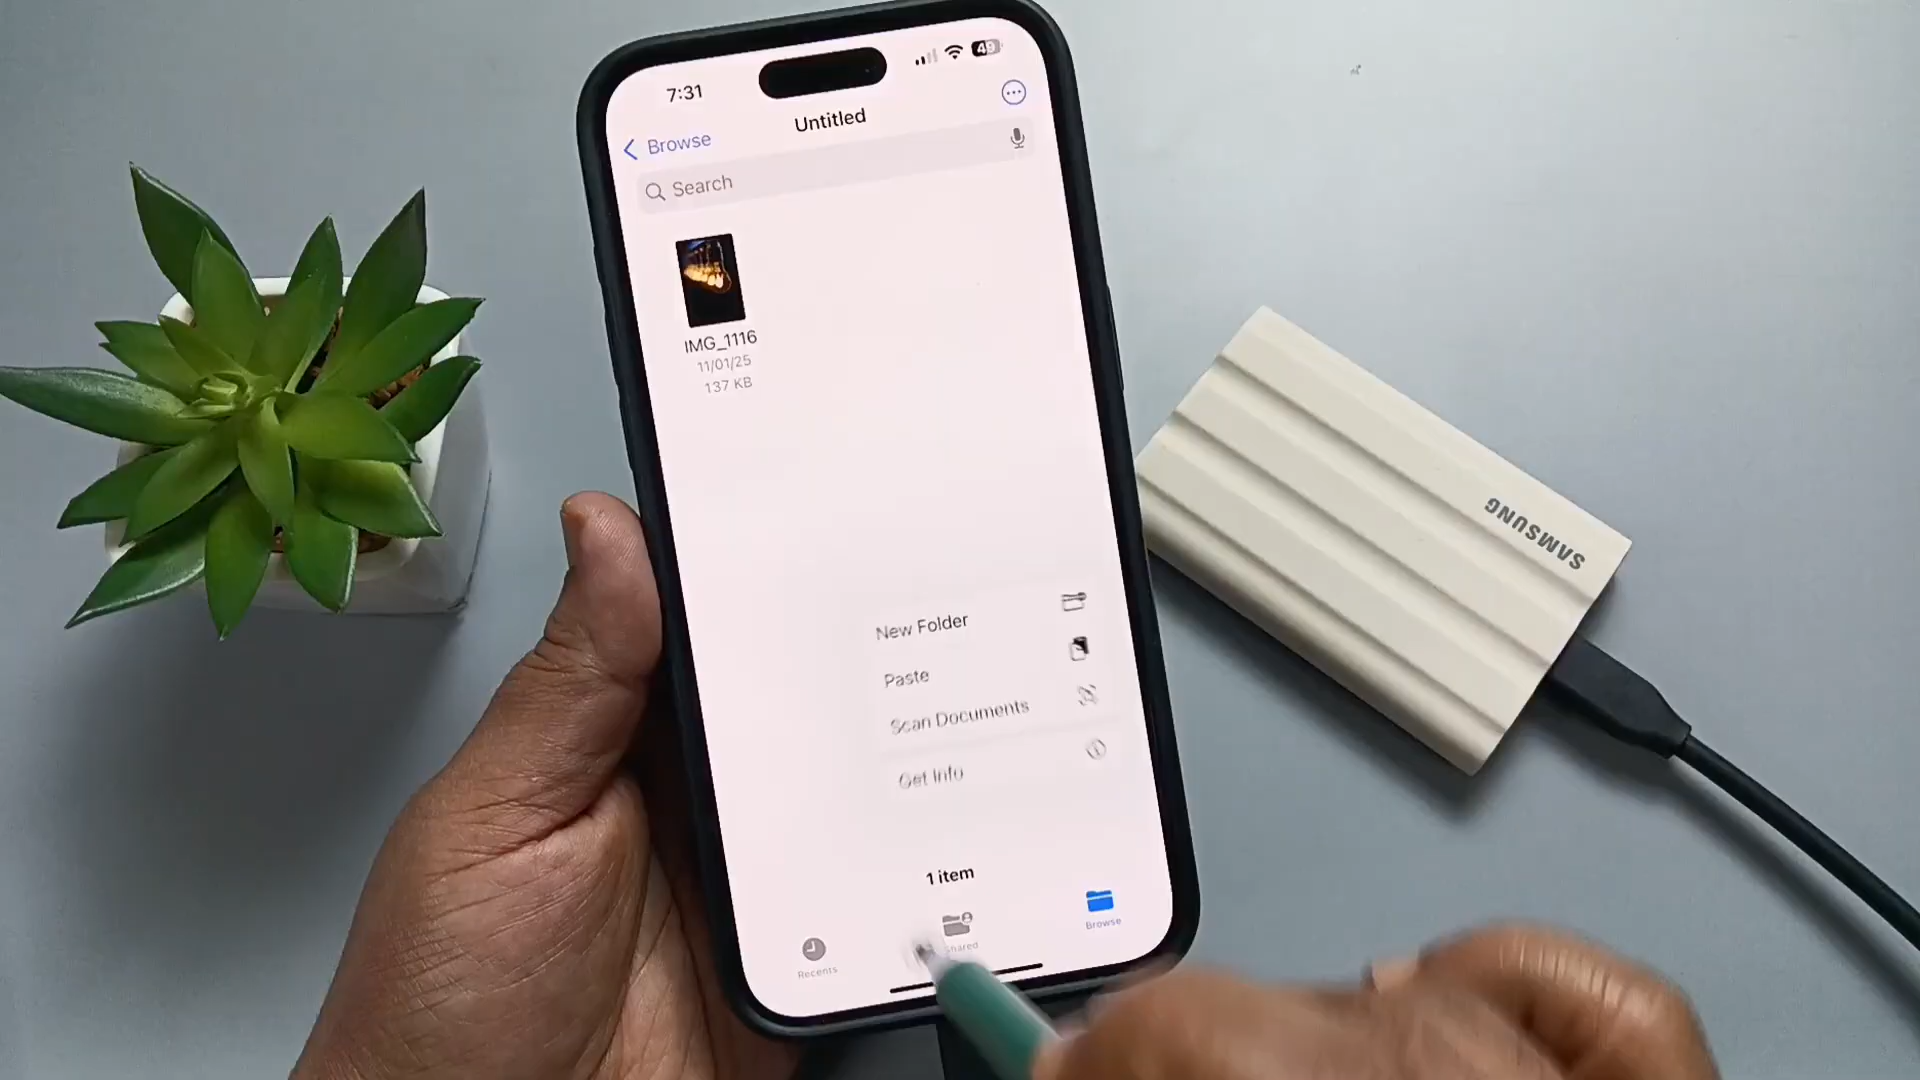 7:31
49
Browse
Untitled
Search
IMG_1116
11/01/25
137 KB
New Folder
Paste
Scan Documents
Get Info
1 item
Recents
Shared
Browse
SAMSUNG